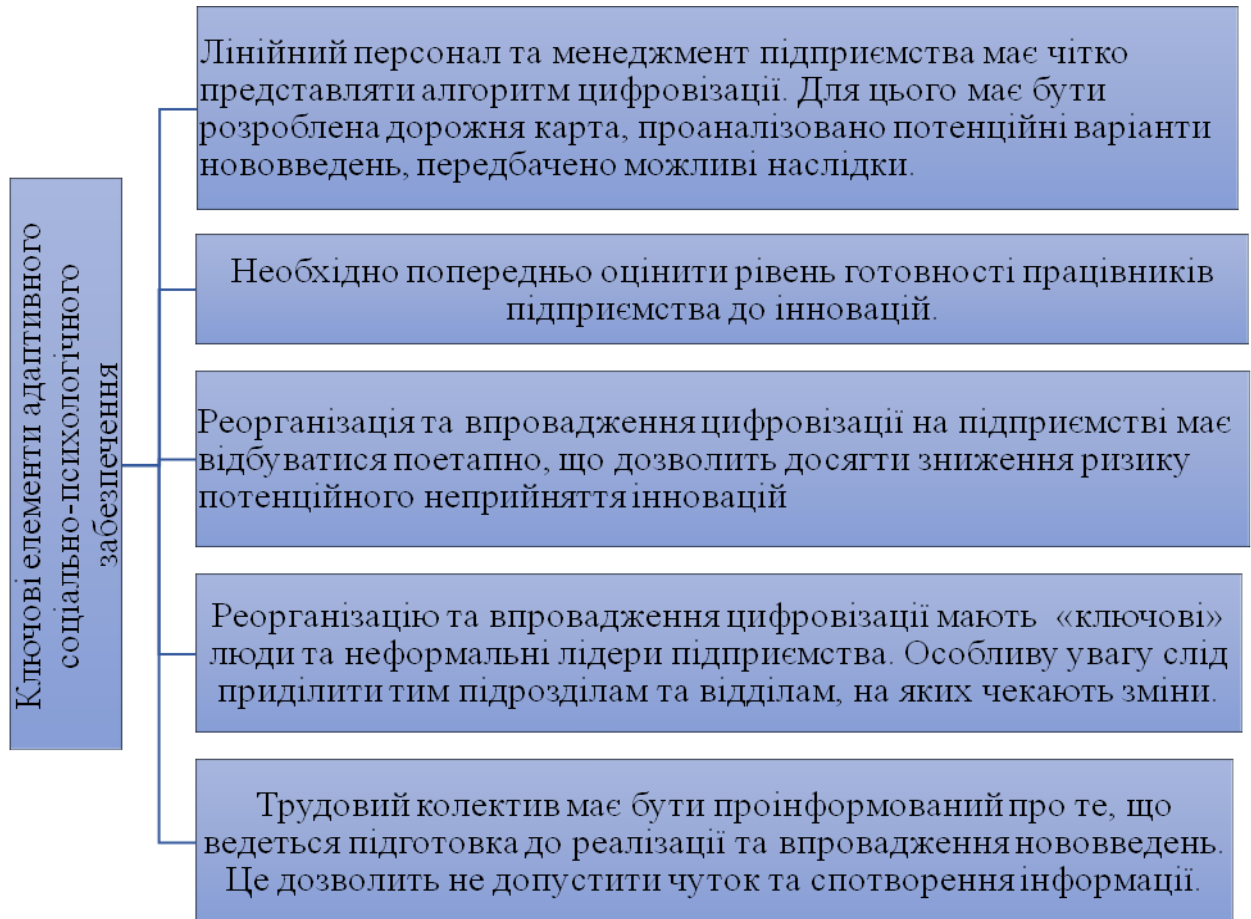 Ключові елементи адаптивного
соціально-психологічного
забезпечення
Лінійний персонал та менеджмент підприємства має чітко
представляти алгоритм цифровізації. Для цього має бути
розроблена дорожня карта, проаналізовано потенційні варіанти
нововведень, передбачено можливі наслідки.
Необхідно попередньо оцінити рівень готовності працівників
підприємства до інновацій.
Реорганізація та впровадження цифровізації на підприємстві має
відбуватися поетапно, що дозволить досягти зниження ризику
потенційного неприйняття інновацій
Реорганізацію та впровадження цифровізації мають «ключові»
люди та неформальні лідери підприємства. Особливу увагу слід
приділити тим підрозділам та відділам, на яких чекають зміни.
Трудовий колектив має бути проінформований про те, що
ведеться підготовка до реалізації та впровадження нововведень.
Це дозволить не допустити чуток та спотворення інформації.